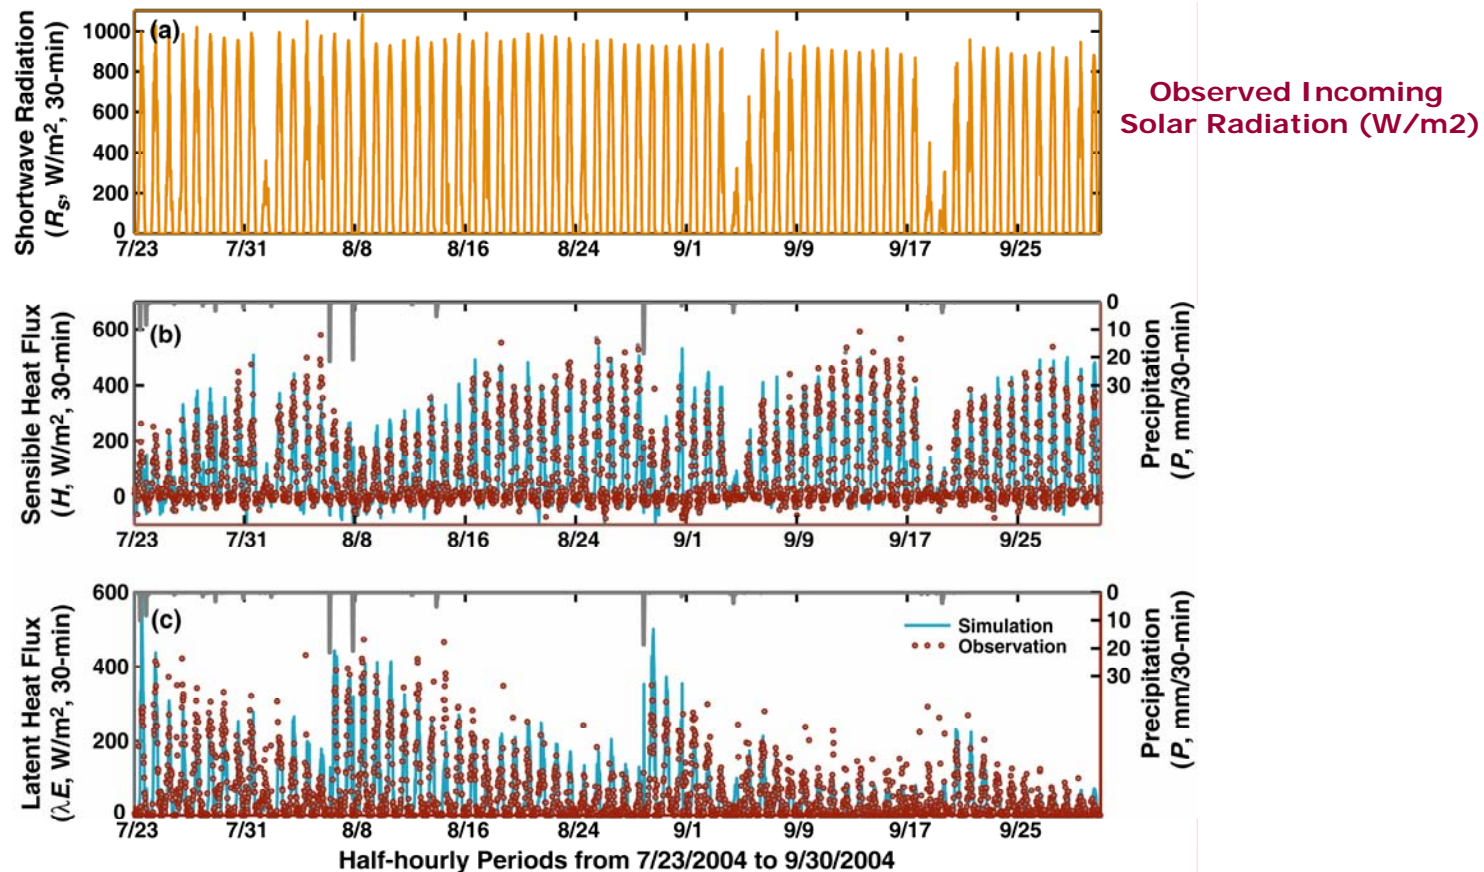 (a)
Shortwave Radiation
(Rs, W/m², 30-min)
1000
800
600
400
200
0
7/23 7/31 8/8 8/16 8/24 9/1 9/9 9/17 9/25
Observed Incoming
Solar Radiation (W/m2)
(b)
Sensible Heat Flux
(H, W/m², 30-min)
600
400
200
0
0
10
20
30
Precipitation
(P, mm/30-min)
7/23 7/31 8/8 8/16 8/24 9/1 9/9 9/17 9/25
(c)
Latent Heat Flux
(λE, W/m², 30-min)
600
400
200
0
Simulation
Observation
0
10
20
30
Precipitation
(P, mm/30-min)
7/23 7/31 8/8 8/16 8/24 9/1 9/9 9/17 9/25
Half-hourly Periods from 7/23/2004 to 9/30/2004